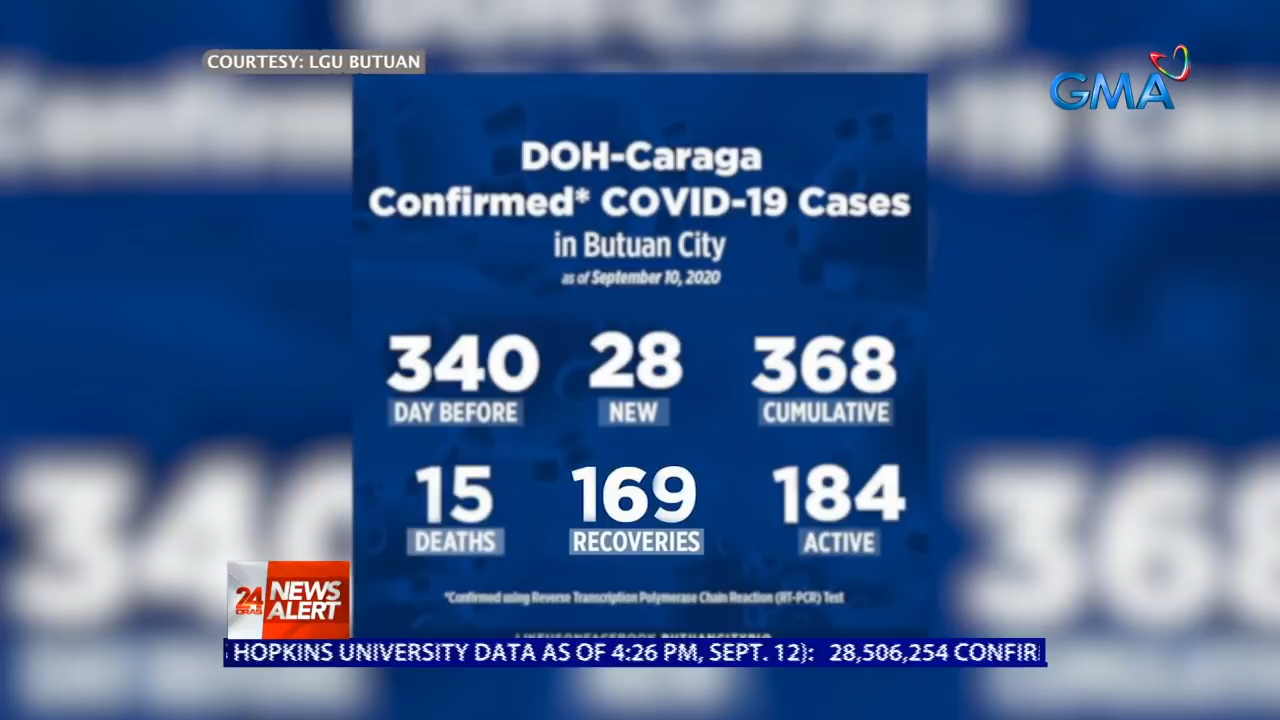 COURTESY: LGU BUTUAN
GMA
DOH-Caraga
Confirmed* COVID-19 Cases
in Butuan City
as of September 10, 2020
340 28 368
DAY BEFORE NEW CUMULATIVE
15 169 184
DEATHS RECOVERIES ACTIVE
*Confirmed using Reverse Transcription Polymerase Chain Reaction (RT-PCR) Test
24 ORAS
NEWS ALERT
HOPKINS UNIVERSITY DATA AS OF 4:26 PM, SEPT. 12): 28,506,254